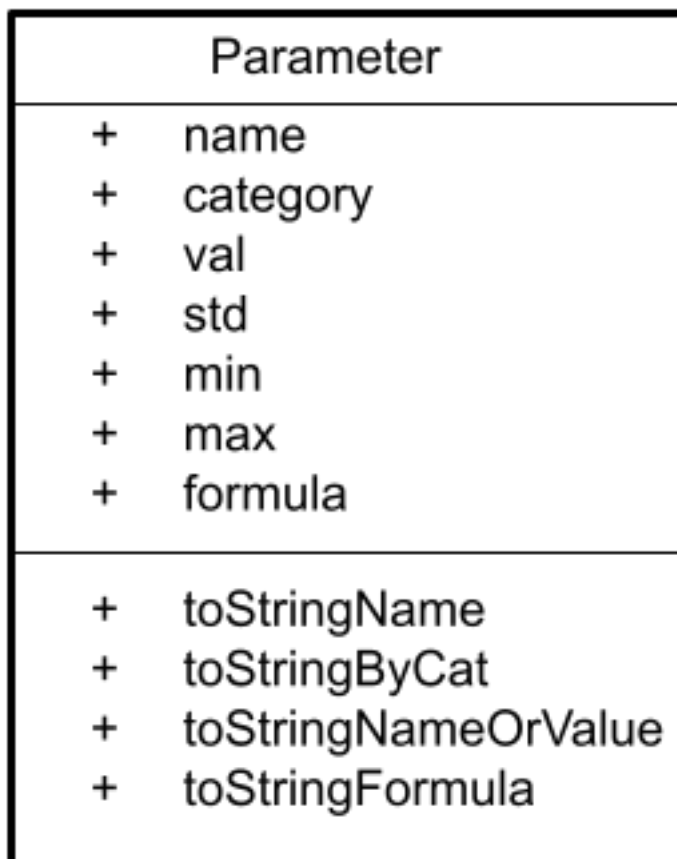 Parameter
+ name
+ category
+ val
+ std
+ min
+ max
+ formula
+ toStringName
+ toStringByCat
+ toStringNameOrValue
+ toStringFormula